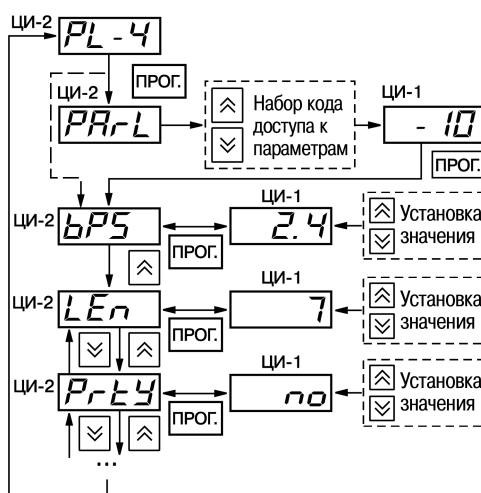 ЦИ-2 PL-4
ПРОГ.
ЦИ-2 PArL
Набор кода
доступа к
параметрам
ЦИ-1
- 10
ПРОГ.
ЦИ-2 bPS
ПРОГ.
ЦИ-1
2.4
Установка
значения
ЦИ-2 LEn
ПРОГ.
ЦИ-1
7
Установка
значения
ЦИ-2 PrtY
ПРОГ.
ЦИ-1
no
Установка
значения
...